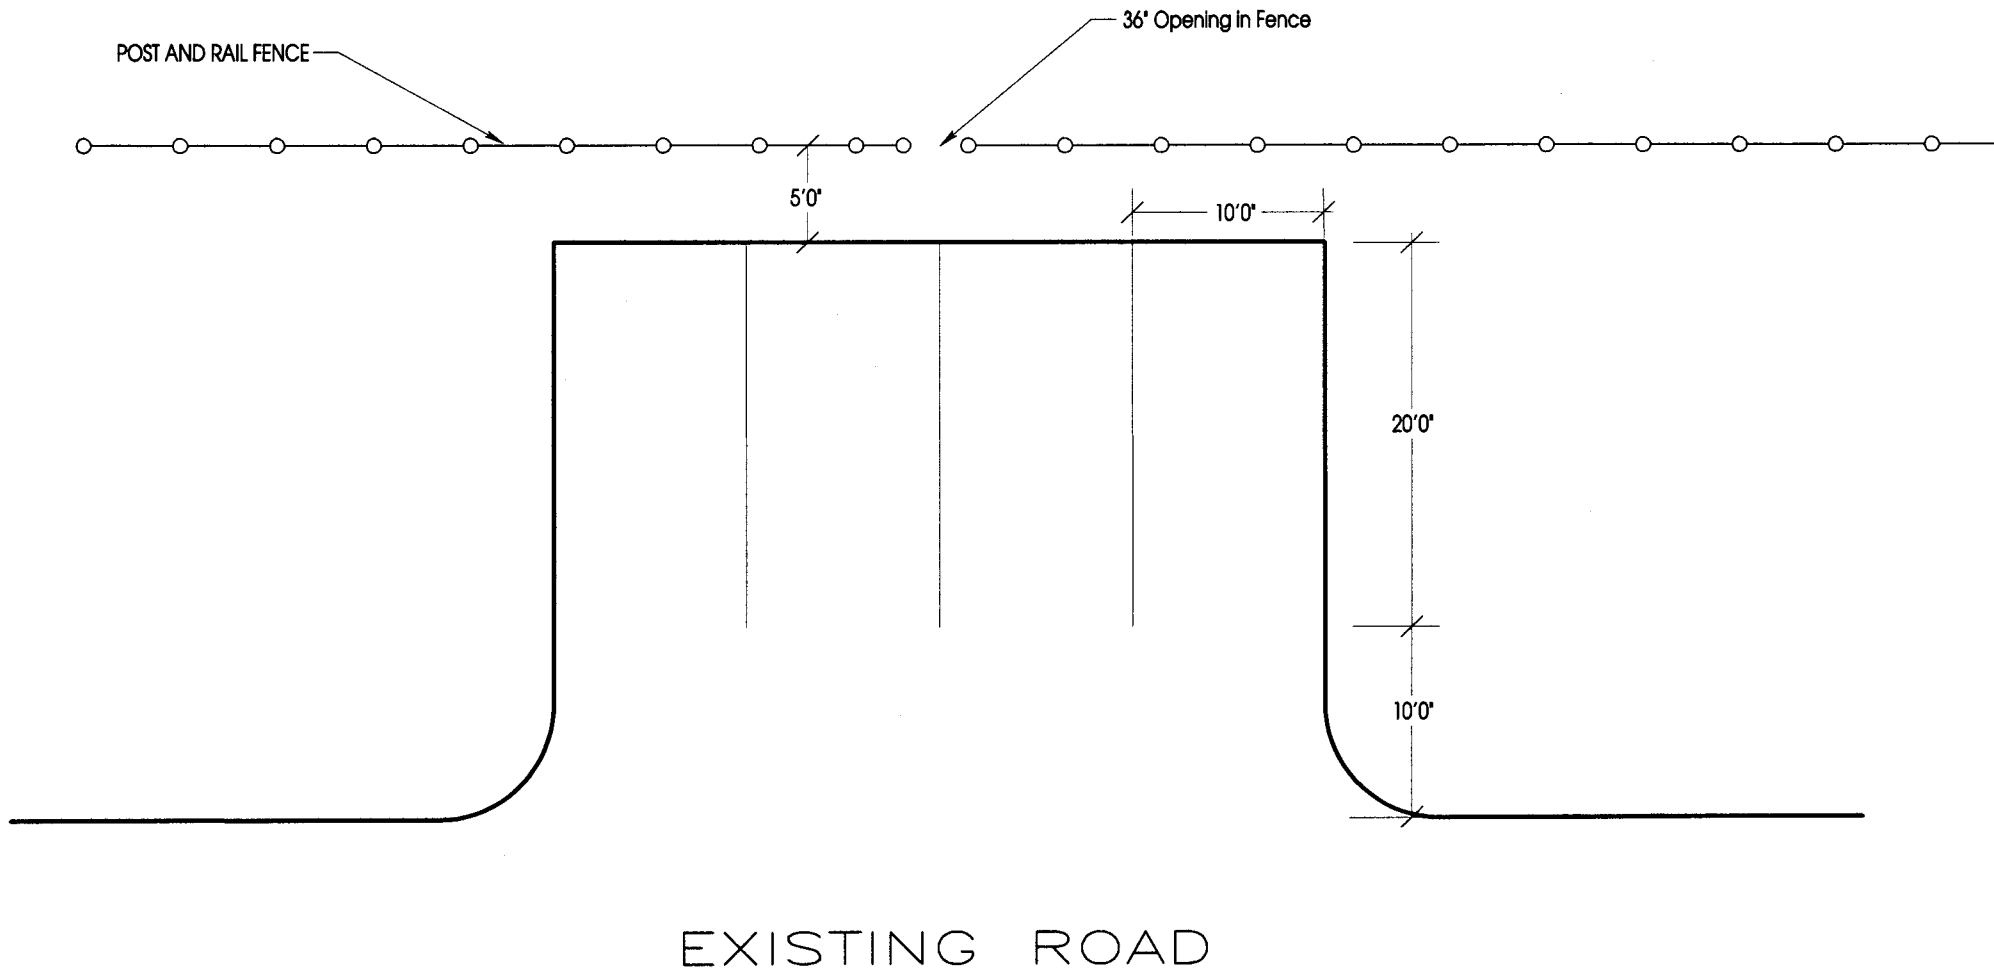 36" Opening in Fence
POST AND RAIL FENCE
5'0"
10'0"
20'0"
10'0"
EXISTING ROAD